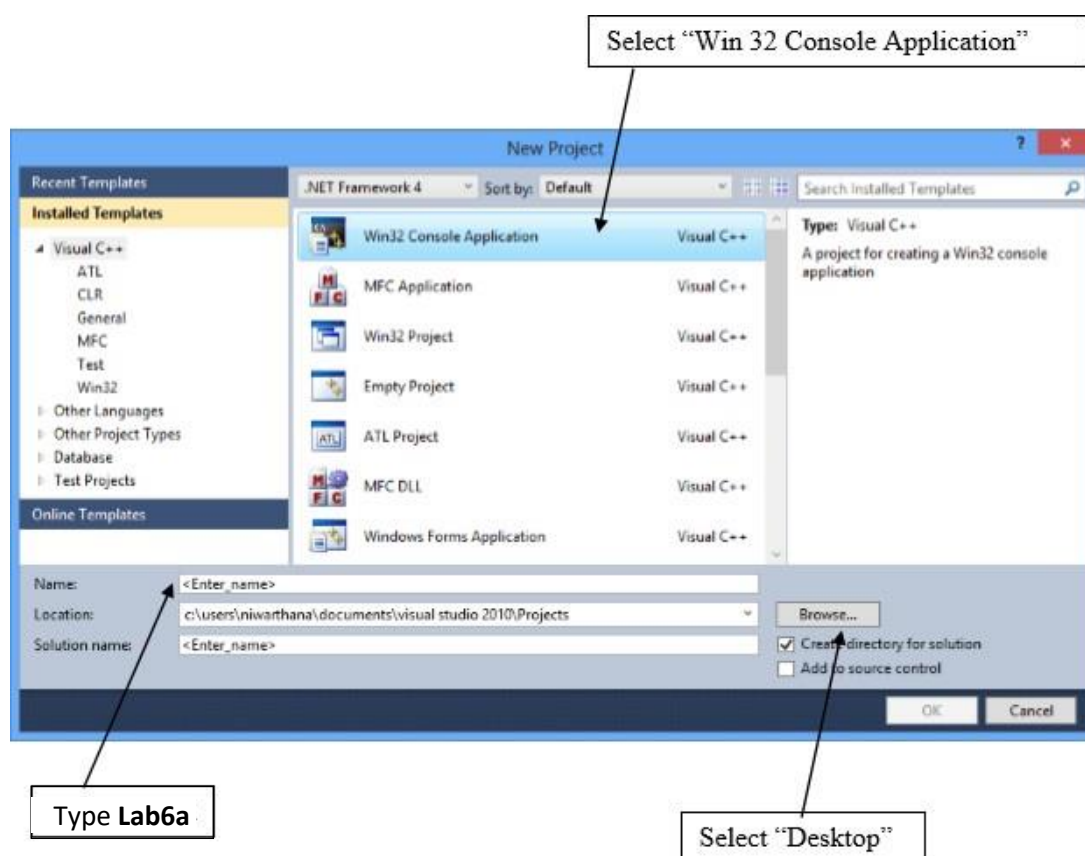 Select “Win 32 Console Application”
New Project
?
Recent Templates
.NET Framework 4 Sort by: Default
Search Installed Templates
Installed Templates
Visual C++
ATL
CLR
General
MFC
Test
Win32
Other Languages
Other Project Types
Database
Test Projects
Online Templates
Win32 Console Application Visual C++
MFC Application Visual C++
Win32 Project Visual C++
Empty Project Visual C++
ATL Project Visual C++
MFC DLL Visual C++
Windows Forms Application Visual C++
Type: Visual C++
A project for creating a Win32 console
application
Name: <Enter_name>
Location: c:\users\niwarthana\documents\visual studio 2010\Projects
Browse...
Solution name: <Enter_name>
Create directory for solution
Add to source control
OK
Cancel
Type Lab6a
Select “Desktop”